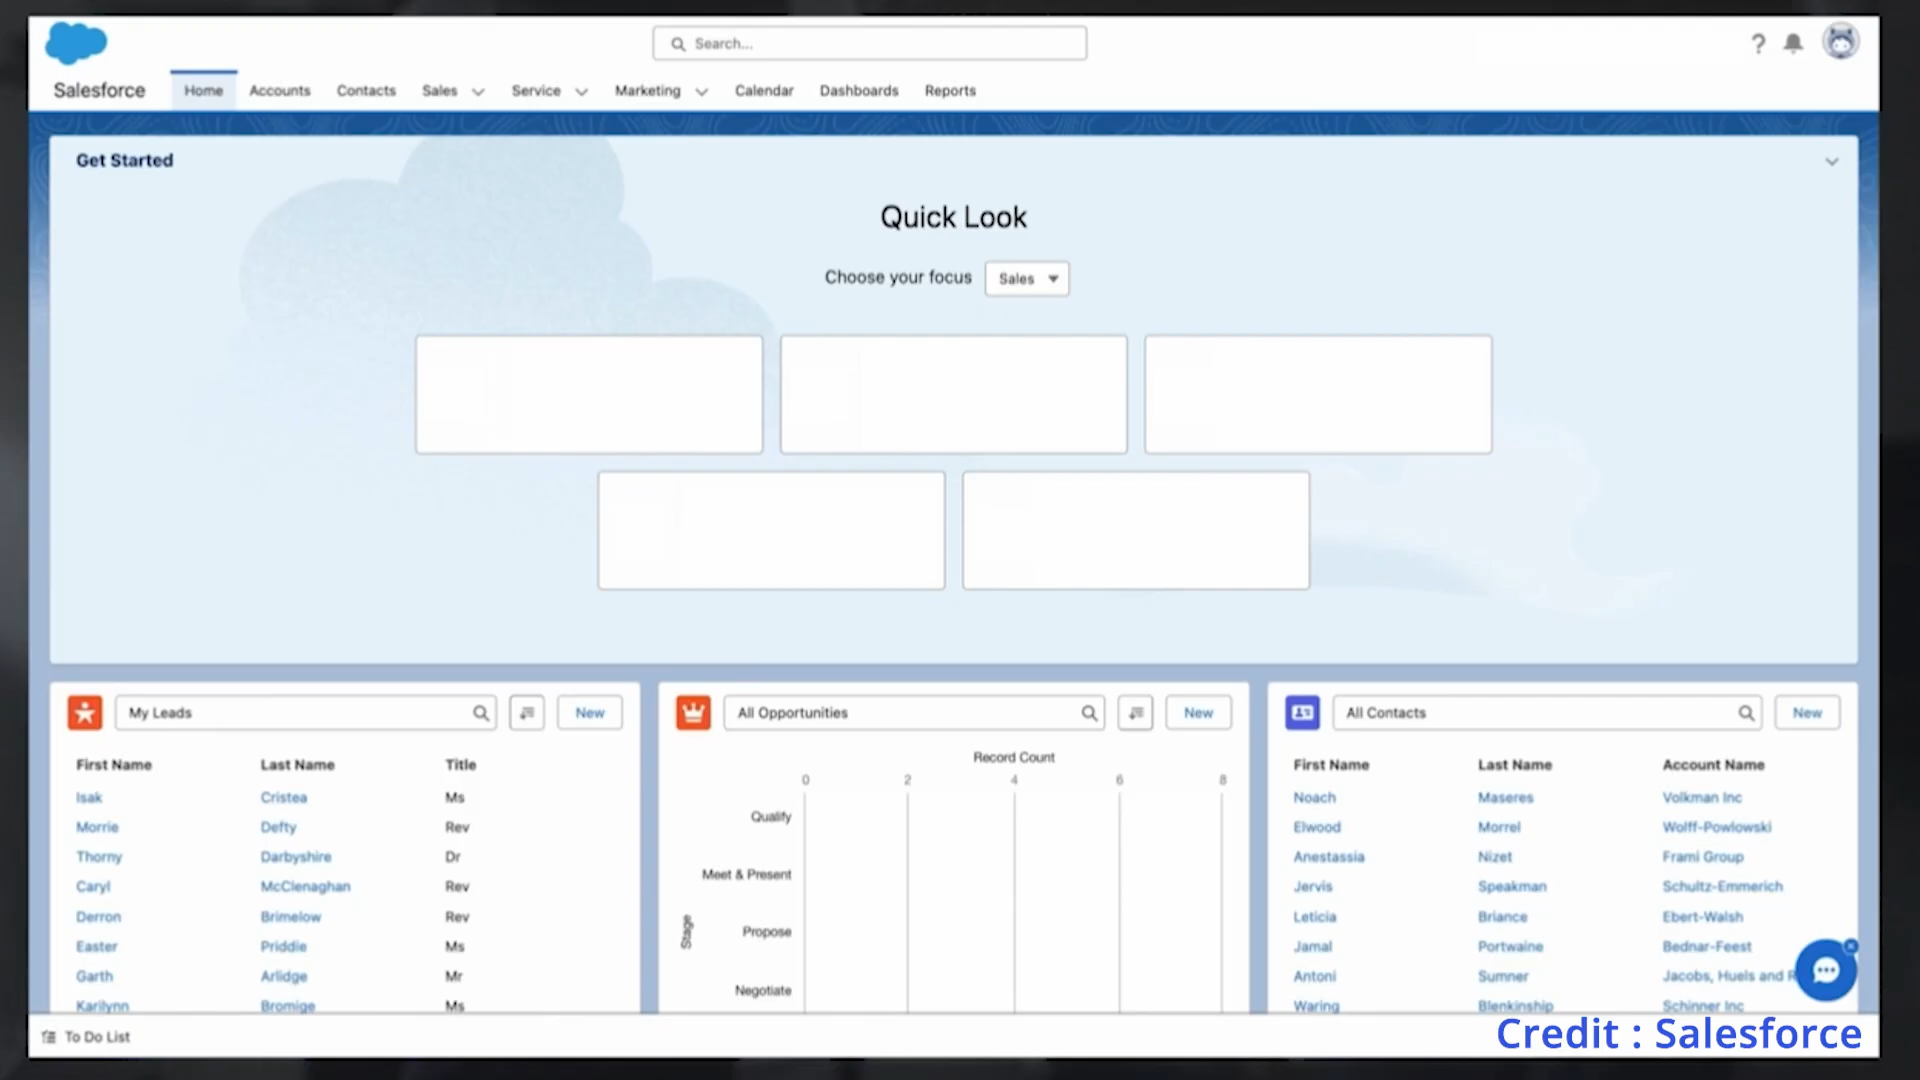 Search...
Salesforce Home Accounts Contacts Sales Service Marketing Calendar Dashboards Reports
Get Started
Quick Look
Choose your focus Sales
My Leads New
First Name Last Name Title
Isak Cristea Ms
Morrie Defty Rev
Thorny Darbyshire Dr
Caryl McClenaghan Rev
Derron Brimelow Rev
Easter Priddie Ms
Garth Arlidge Mr
Karilynn Bromige Ms
All Opportunities New
Record Count
0 2 4 6 8
Stage
Qualify
Meet & Present
Propose
Negotiate
All Contacts New
First Name Last Name Account Name
Noach Maseres Volkman Inc
Elwood Morrel Wolff-Powlowski
Anestassia Nizet Frami Group
Jervis Speakman Schultz-Emmerich
Leticia Briance Ebert-Walsh
Jamal Portwaine Bednar-Feest
Antoni Sumner Jacobs, Huels and R
Waring Blenkinship Schinner Inc
To Do List
Credit : Salesforce